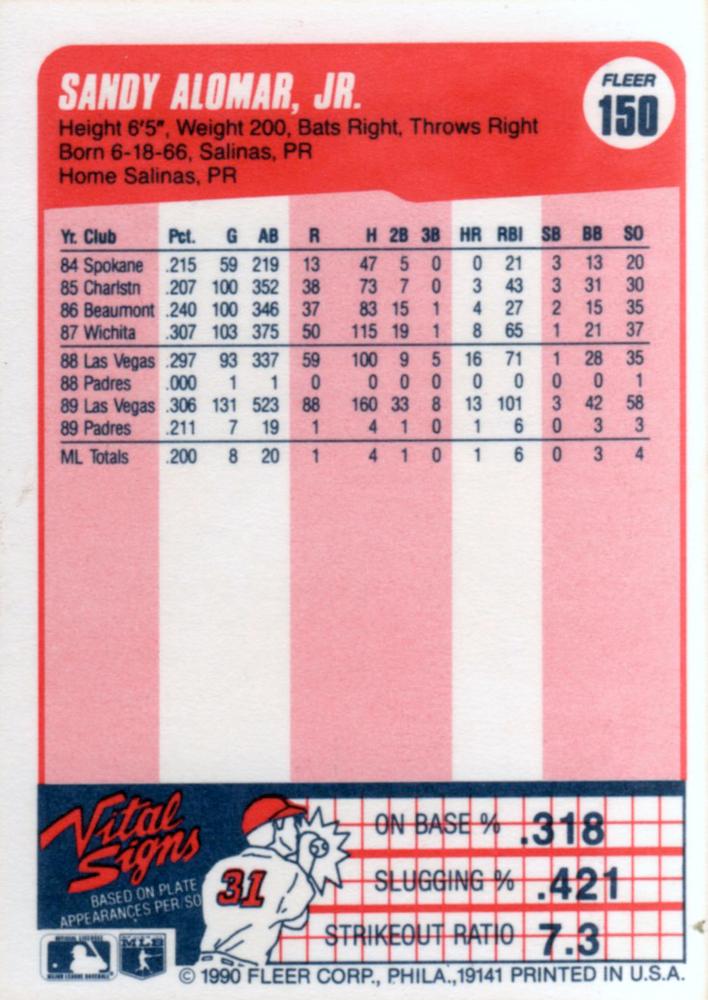 SANDY ALOMAR, JR.
FLEER
150
Height 6'5", Weight 200, Bats Right, Throws Right
Born 6-18-66, Salinas, PR
Home Salinas, PR
Yr. Club Pct. G AB R H 2B 3B HR RBI SB BB SO
84 Spokane .215 59 219 13 47 5 0 0 21 3 13 20
85 Charlstn .207 100 352 38 73 7 0 3 43 3 31 30
86 Beaumont .240 100 346 37 83 15 1 4 27 2 15 35
87 Wichita .307 103 375 50 115 19 1 8 65 1 21 37
88 Las Vegas .297 93 337 59 100 9 5 16 71 1 28 35
88 Padres .000 1 1 0 0 0 0 0 0 0 0 1
89 Las Vegas .306 131 523 88 160 33 8 13 101 3 42 58
89 Padres .211 7 19 1 4 1 0 1 6 0 3 3
ML Totals .200 8 20 1 4 1 0 1 6 0 3 4
Vital
Signs
BASED ON PLATE
APPEARANCES PER SO
31
ON BASE % .318
SLUGGING % .421
STRIKEOUT RATIO 7.3
MAJOR LEAGUE BASEBALL
MLB
© 1990 FLEER CORP., PHILA.,19141 PRINTED IN U.S.A.